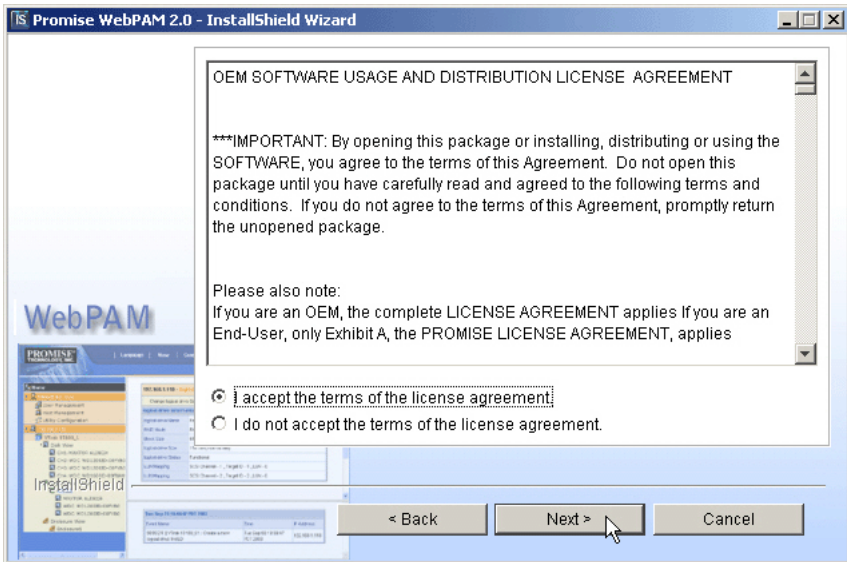 Promise WebPAM 2.0 - InstallShield Wizard
OEM SOFTWARE USAGE AND DISTRIBUTION LICENSE AGREEMENT
***IMPORTANT: By opening this package or installing, distributing or using the
SOFTWARE, you agree to the terms of this Agreement. Do not open this
package until you have carefully read and agreed to the following terms and
conditions. If you do not agree to the terms of this Agreement, promptly return
the unopened package.
Please also note:
If you are an OEM, the complete LICENSE AGREEMENT applies If you are an
End-User, only Exhibit A, the PROMISE LICENSE AGREEMENT, applies
I accept the terms of the license agreement.
I do not accept the terms of the license agreement.
WebPAM
PROMISE
InstallShield
< Back
Next >
Cancel